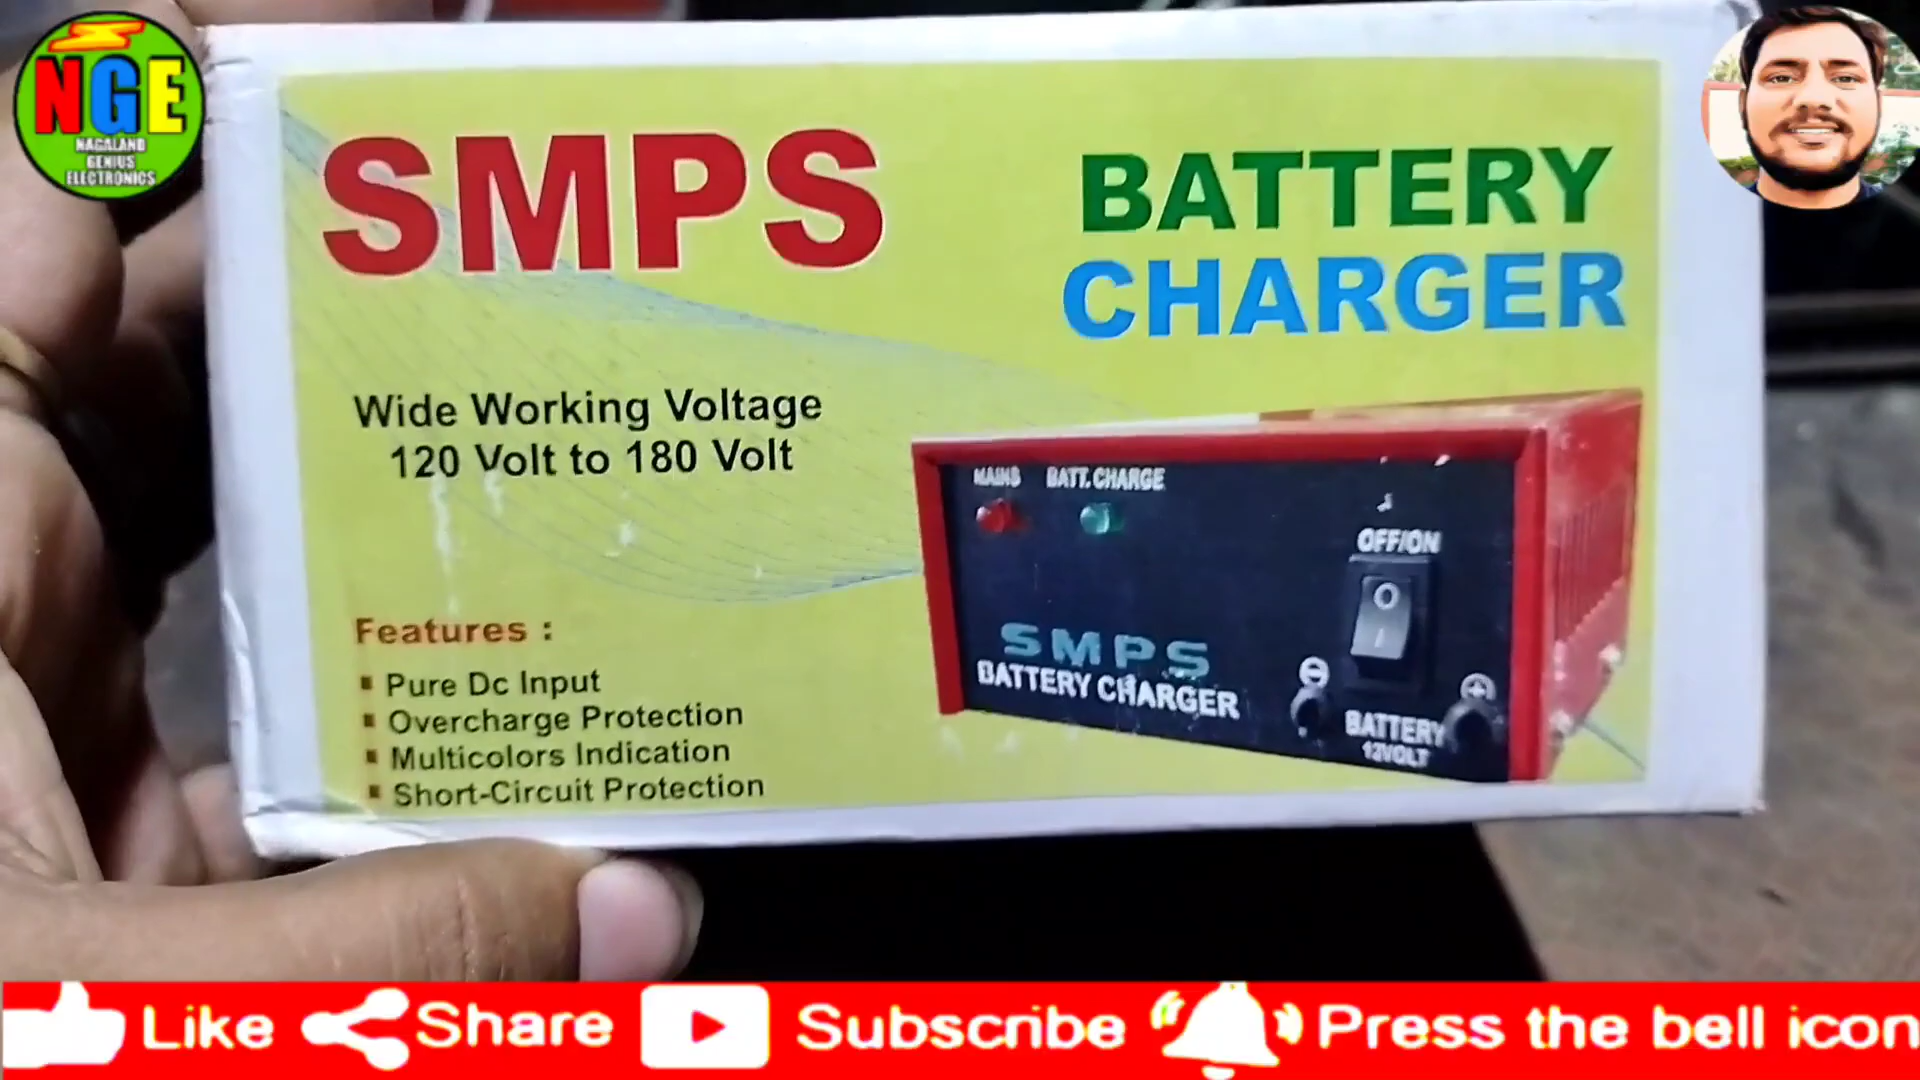 NGE
NAGALAND
GENIUS
ELECTRONICS
SMPS
BATTERY
CHARGER
Wide Working Voltage
120 Volt to 180 Volt
Features :
Pure Dc Input
Overcharge Protection
Multicolors Indication
Short-Circuit Protection
MAINS BATT. CHARGE
OFF/ON
SMPS
BATTERY CHARGER
BATTERY
12VOLT
Like Share Subscribe Press the bell icon